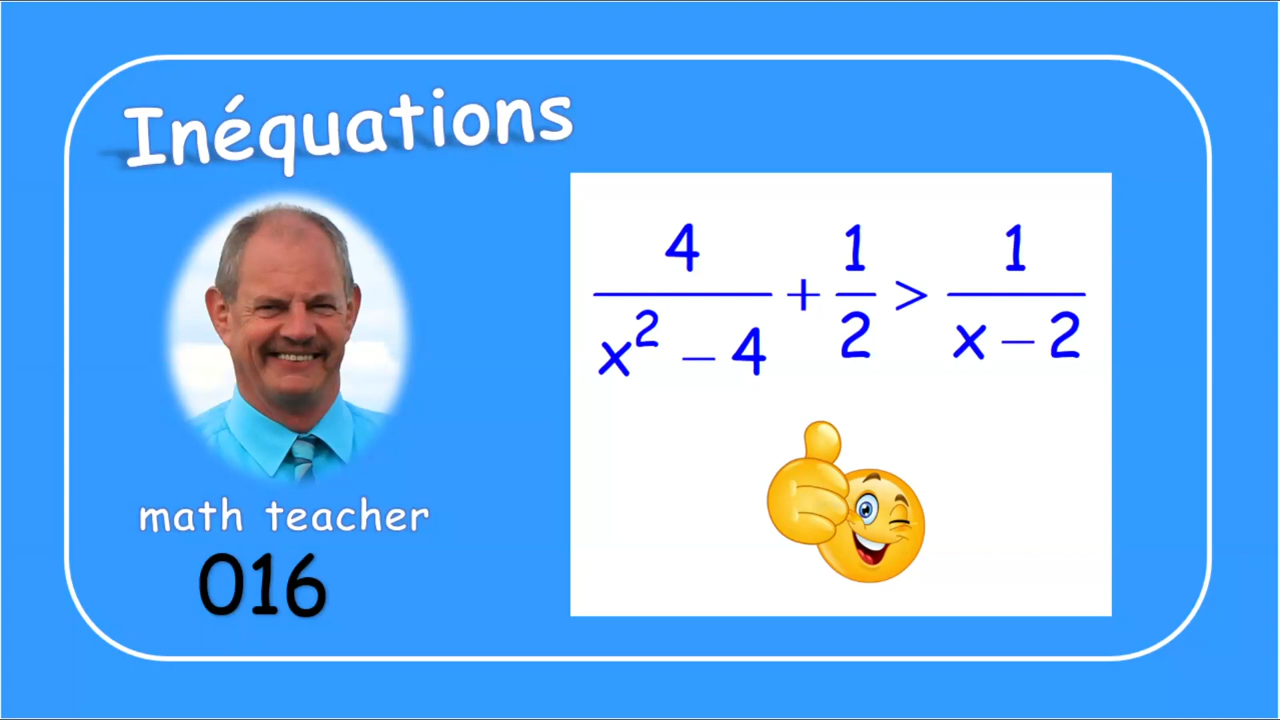 Inéquations
math teacher
016
4/(x² – 4) + 1/2 > 1/(x – 2)